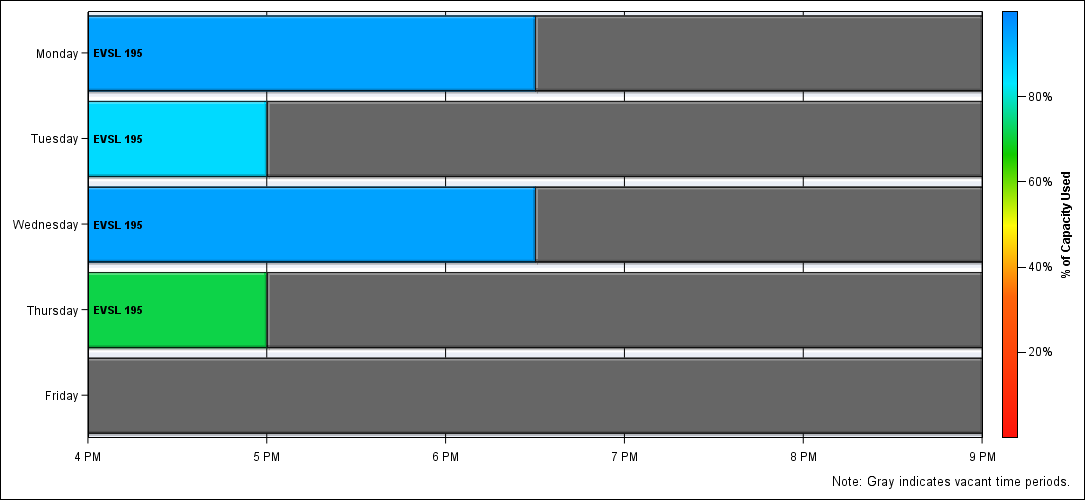 Monday
EVSL 195
Tuesday
EVSL 195
Wednesday
EVSL 195
Thursday
EVSL 195
Friday
4 PM
5 PM
6 PM
7 PM
8 PM
9 PM
80%
60%
40%
20%
% of Capacity Used
Note: Gray indicates vacant time periods.